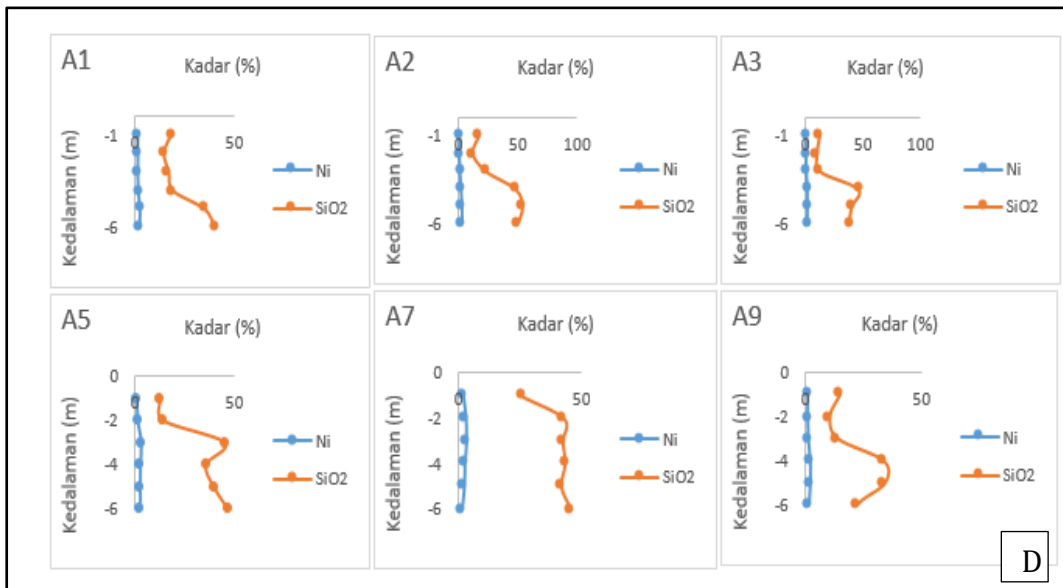 A1
Kadar (%)
Kedalaman (m)
0
50
-1
-6
Ni
SiO2
A2
Kadar (%)
Kedalaman (m)
0
50
100
-1
-6
Ni
SiO2
A3
Kadar (%)
Kedalaman (m)
0
50
100
-1
-6
Ni
SiO2
A5
Kadar (%)
Kedalaman (m)
0
0
50
-2
-4
-6
Ni
SiO2
A7
Kadar (%)
Kedalaman (m)
0
0
50
-2
-4
-6
Ni
SiO2
A9
Kadar (%)
Kedalaman (m)
0
0
50
-2
-4
-6
Ni
SiO2
D